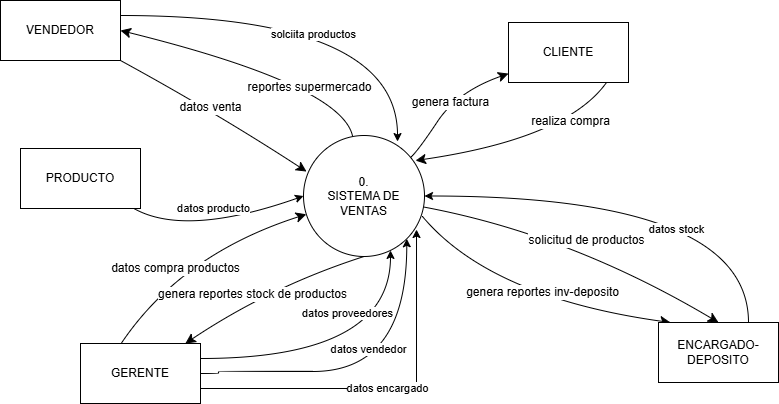 VENDEDOR
solciita productos
CLIENTE
reportes supermercado
genera factura
datos venta
realiza compra
PRODUCTO
0.
SISTEMA DE
VENTAS
datos producto
datos stock
solicitud de productos
datos compra productos
genera reportes stock de productos
genera reportes inv-deposito
datos proveedores
datos vendedor
ENCARGADO-
DEPOSITO
GERENTE
datos encargado